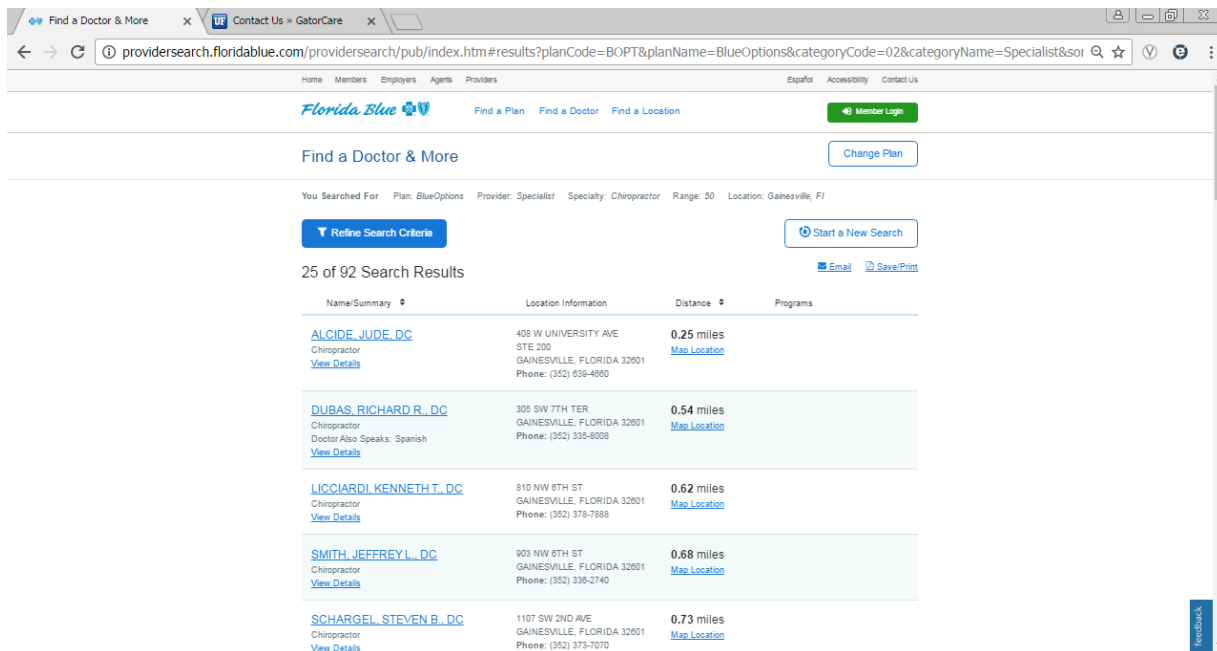 Find a Doctor & More
Contact Us » GatorCare
providersearch.floridablue.com/providersearch/pub/index.htm#results?planCode=BOPT&planName=BlueOptions&categoryCode=02&categoryName=Specialist&sor
Home Members Employers Agents Providers Español Accessibility Contact Us
Florida Blue Find a Plan Find a Doctor Find a Location Member Login
Find a Doctor & More Change Plan
You Searched For Plan: BlueOptions Provider: Specialist Specialty: Chiropractor Range: 50 Location: Gainesville, Fl
Refine Search Criteria Start a New Search
25 of 92 Search Results Email Save/Print
Name/Summary Location Information Distance Programs
ALCIDE, JUDE, DC 408 W UNIVERSITY AVE 0.25 miles
Chiropractor STE 200 Map Location
View Details GAINESVILLE, FLORIDA 32601
Phone: (352) 639-4660
DUBAS, RICHARD R., DC 305 SW 7TH TER 0.54 miles
Chiropractor GAINESVILLE, FLORIDA 32601 Map Location
Doctor Also Speaks: Spanish Phone: (352) 335-8008
View Details
LICCIARDI, KENNETH T., DC 810 NW 6TH ST 0.62 miles
Chiropractor GAINESVILLE, FLORIDA 32601 Map Location
View Details Phone: (352) 378-7888
SMITH, JEFFREY L., DC 903 NW 6TH ST 0.68 miles
Chiropractor GAINESVILLE, FLORIDA 32601 Map Location
View Details Phone: (352) 336-2740
SCHARGEL, STEVEN B., DC 1107 SW 2ND AVE 0.73 miles
Chiropractor GAINESVILLE, FLORIDA 32601 Map Location
View Details Phone: (352) 373-7070
feedback